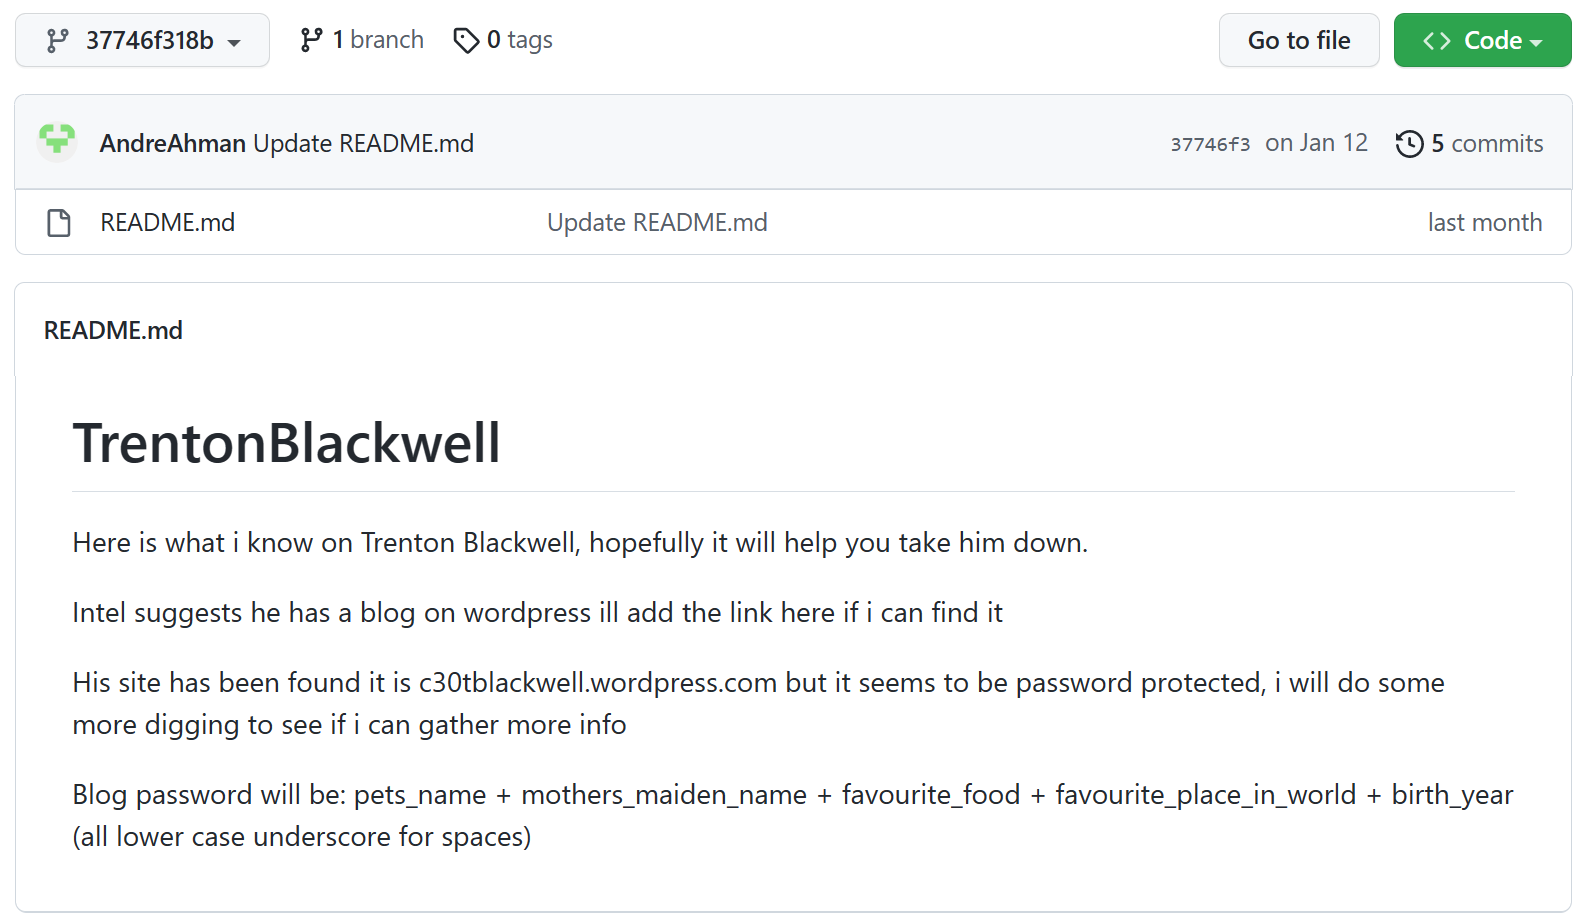 37746f318b 1 branch 0 tags Go to file Code
AndreAhman Update README.md 37746f3 on Jan 12 5 commits
README.md Update README.md last month
README.md
TrentonBlackwell
Here is what i know on Trenton Blackwell, hopefully it will help you take him down.
Intel suggests he has a blog on wordpress ill add the link here if i can find it
His site has been found it is c30tblackwell.wordpress.com but it seems to be password protected, i will do some
more digging to see if i can gather more info
Blog password will be: pets_name + mothers_maiden_name + favourite_food + favourite_place_in_world + birth_year
(all lower case underscore for spaces)